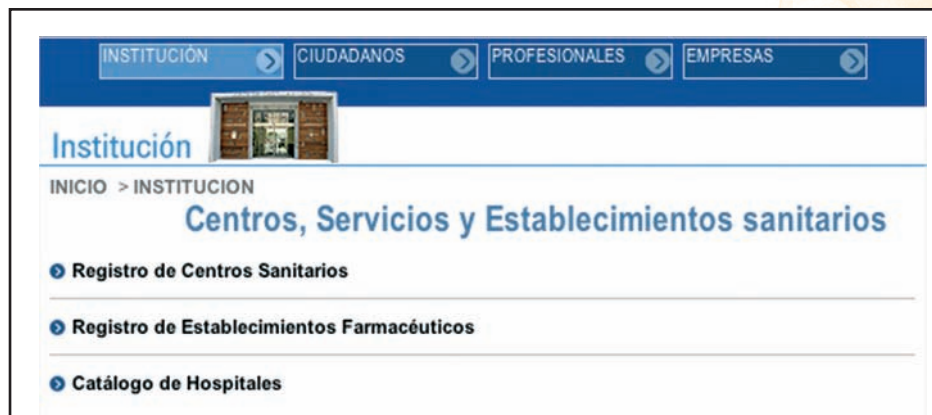 INSTITUCIÓN CIUDADANOS PROFESIONALES EMPRESAS
Institución
INICIO > INSTITUCION
Centros, Servicios y Establecimientos sanitarios
Registro de Centros Sanitarios
Registro de Establecimientos Farmacéuticos
Catálogo de Hospitales